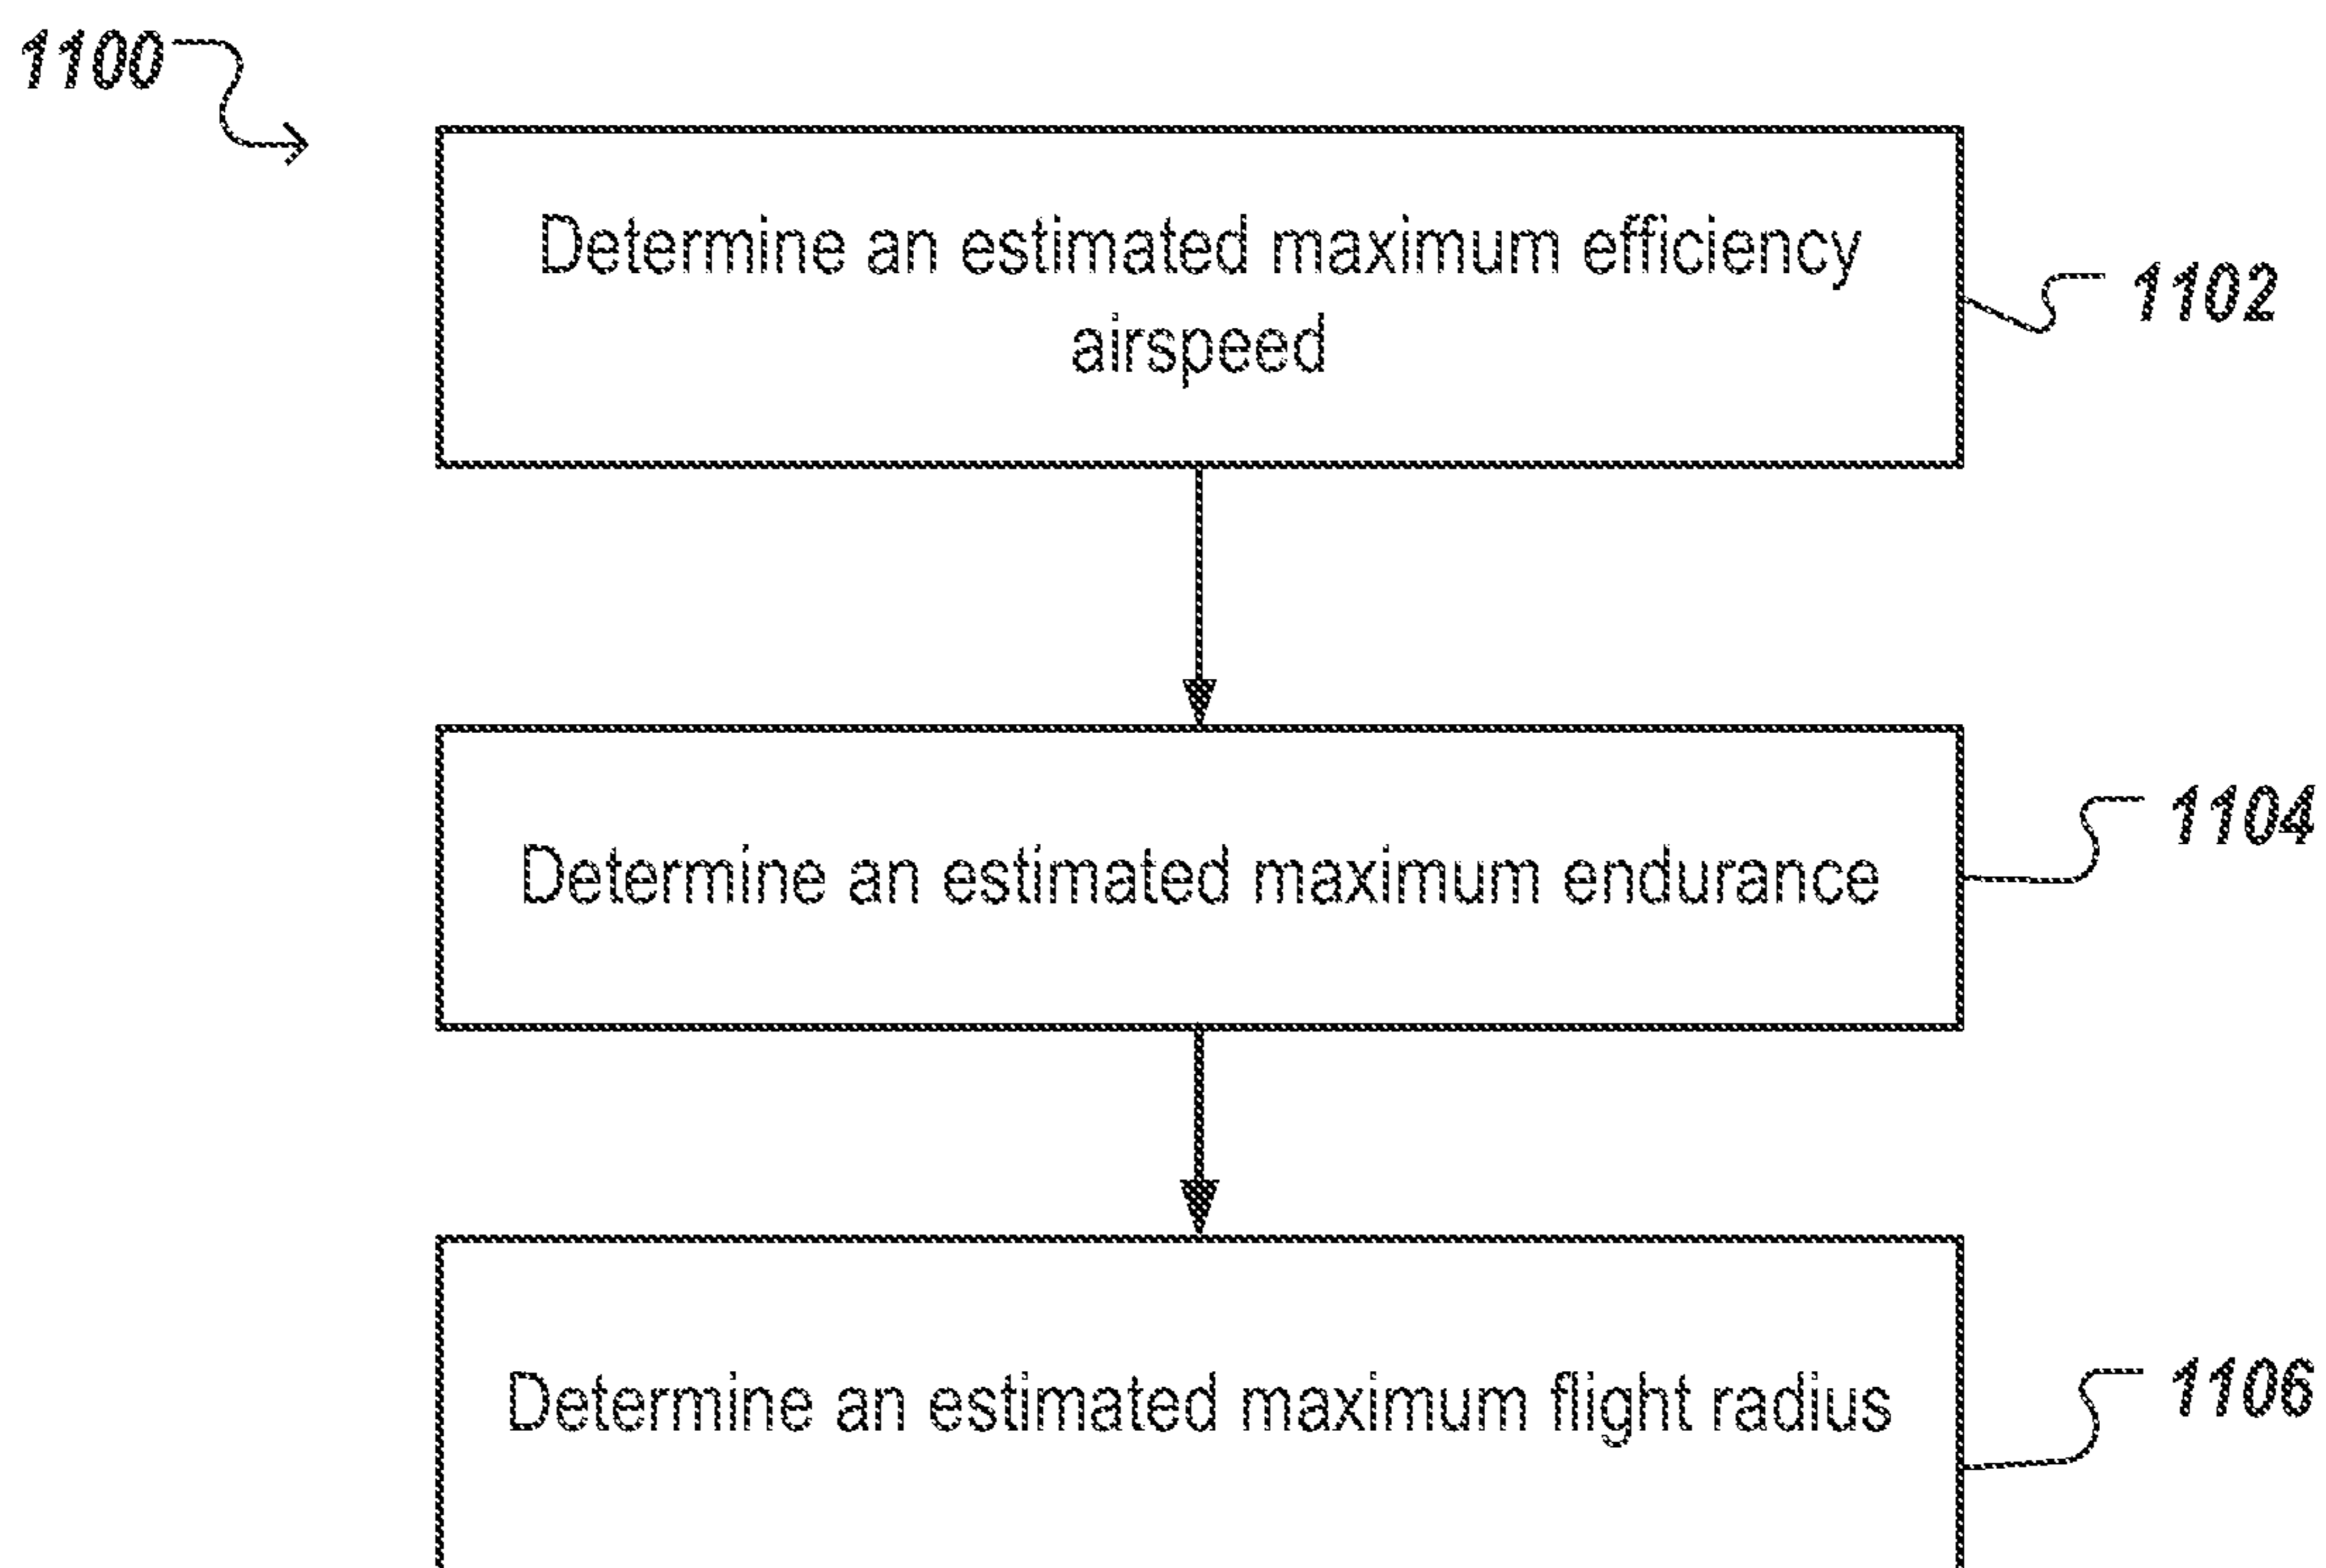 1100
Determine an estimated maximum efficiency
airspeed
1102
Determine an estimated maximum endurance
1104
Determine an estimated maximum flight radius
1106